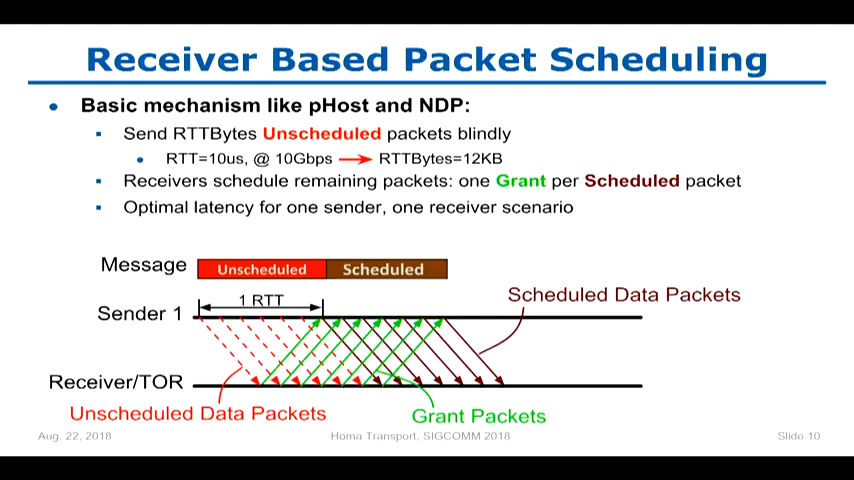 Receiver Based Packet Scheduling
Basic mechanism like pHost and NDP:
Send RTTBytes Unscheduled packets blindly
RTT=10us, @ 10Gbps → RTTBytes=12KB
Receivers schedule remaining packets: one Grant per Scheduled packet
Optimal latency for one sender, one receiver scenario
Message
Unscheduled
Scheduled
1 RTT
Scheduled Data Packets
Sender 1
Receiver/TOR
Unscheduled Data Packets
Grant Packets
Aug. 22, 2018
Homa Transport, SIGCOMM 2018
Slide 10